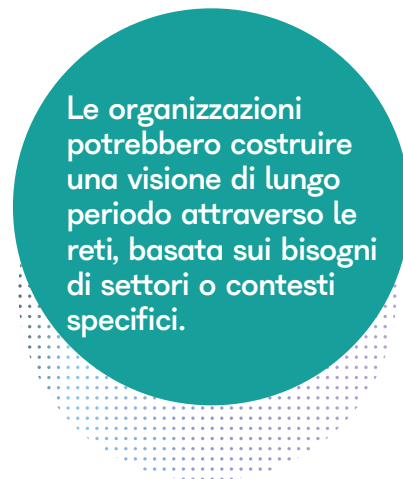 Le organizzazioni
potrebbero costruire
una visione di lungo
periodo attraverso le
reti, basata sui bisogni
di settori o contesti
specifici.